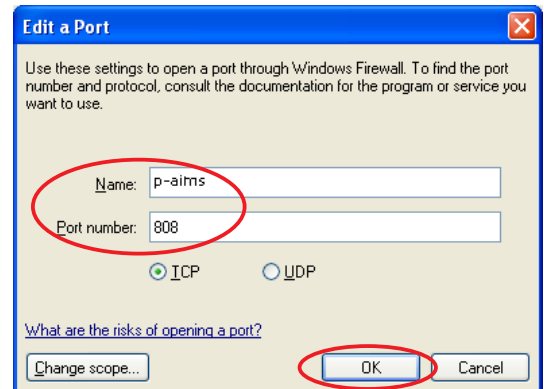 Edit a Port
Use these settings to open a port through Windows Firewall. To find the port
number and protocol, consult the documentation for the program or service you
want to use.
Name: p-aims
Port number: 808
TCP UDP
What are the risks of opening a port?
Change scope... OK Cancel